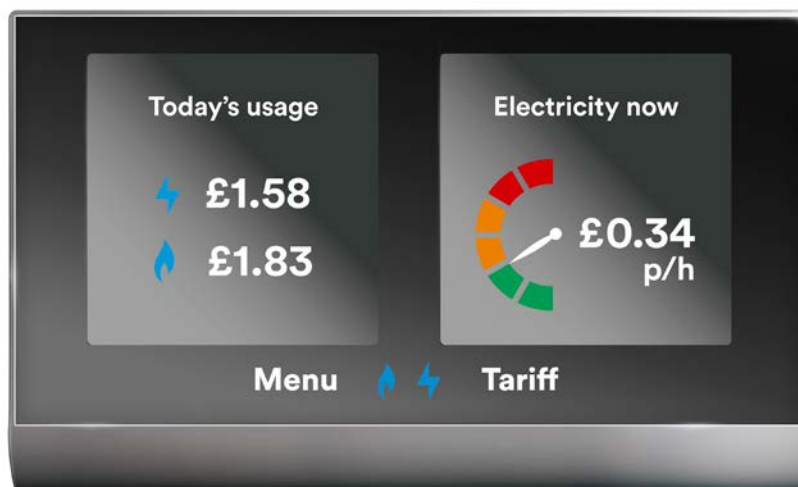 Today's usage
£1.58
£1.83
Electricity now
£0.34
p/h
Menu
Tariff